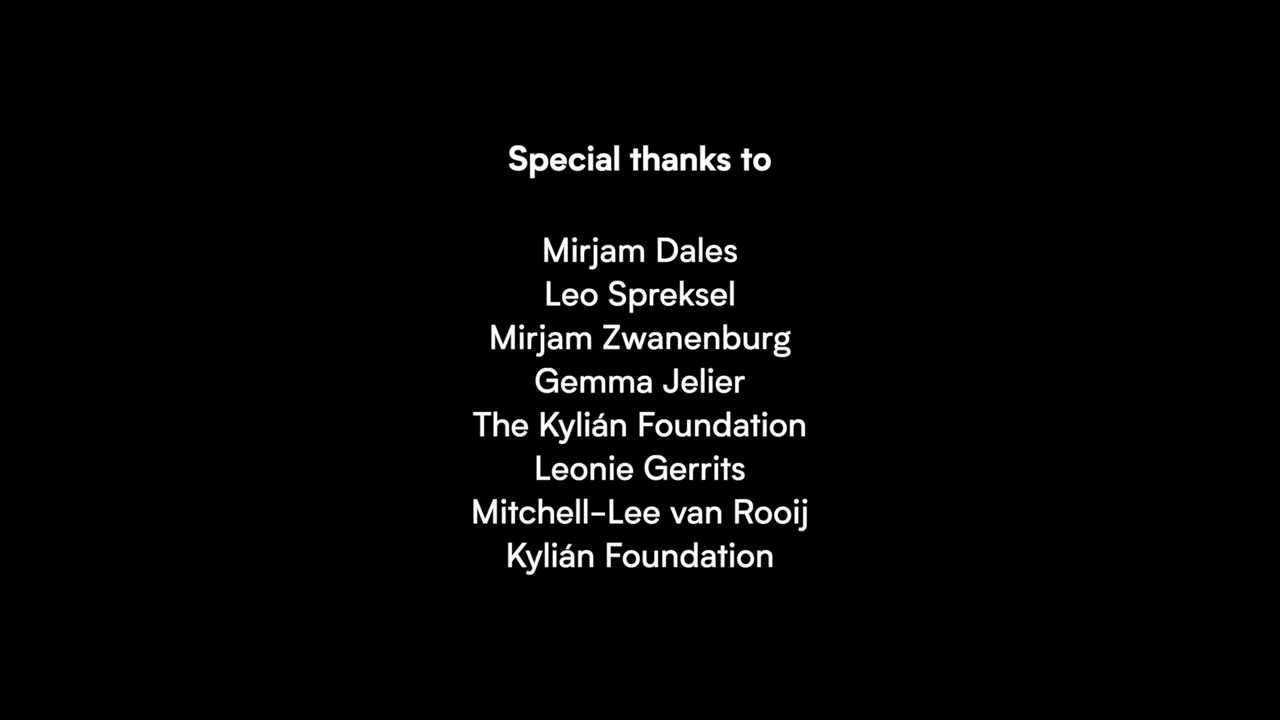 Special thanks to
Mirjam Dales
Leo Spreksel
Mirjam Zwanenburg
Gemma Jelier
The Kylián Foundation
Leonie Gerrits
Mitchell-Lee van Rooij
Kylián Foundation